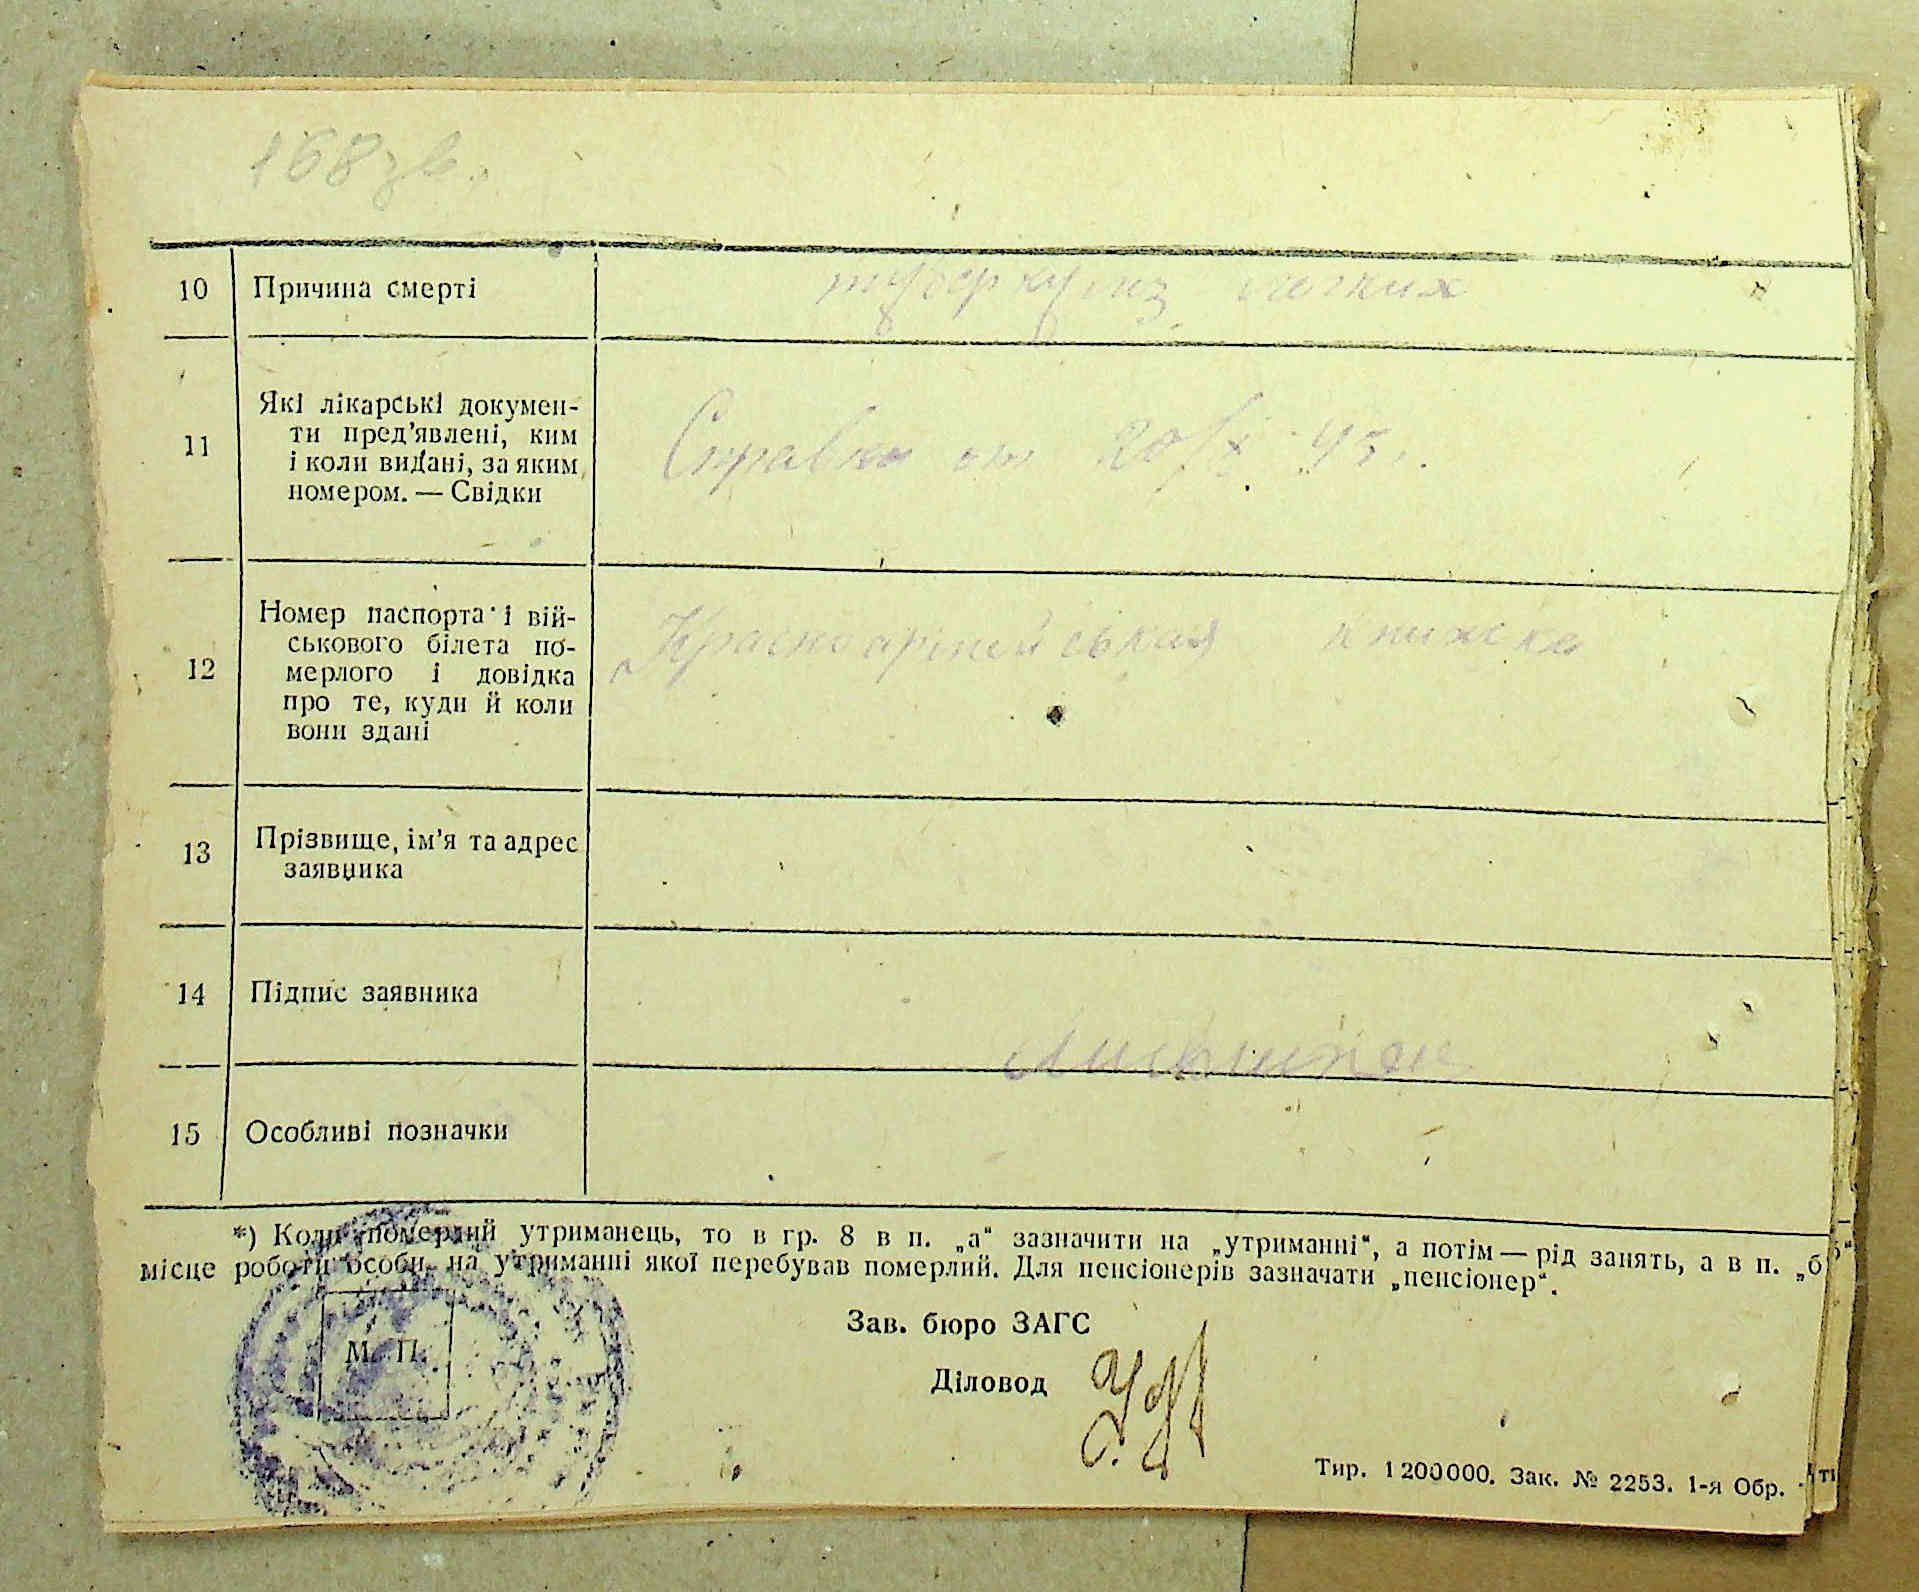 168 зв.
10 Причина смерті туберкулиз легких
11 Які лікарські докумен-
ти пред’явлені, ким
і коли видані, за яким
номером. — Свідки
Справка от 20/X-45 г.
12 Номер паспорта і вій-
ськового білета по-
мерлого і довідка
про те, куди й коли
вони здані
Красноармейськая книжка
13 Прізвище, ім’я та адрес
заявника
14 Підпис заявника
15 Особливі позначки
*) Коли померлий утриманець, то в гр. 8 в п. „а“ зазначити на „утриманні“, а потім — рід занять, а в п. „б“
місце роботи особи, на утриманні якої перебував померлий. Для пенсіонерів зазначати „пенсіонер“.
Зав. бюро ЗАГС
М. П.
Діловод
Тир. 1200000. Зак. № 2253. 1-я Обр.